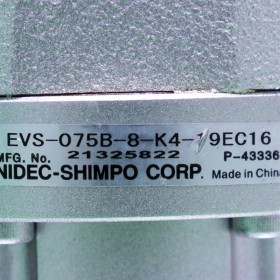 EVS-075B-8-K4-19EC16
MFG. No. 21325822 P-43336
NIDEC-SHIMPO CORP. Made in China